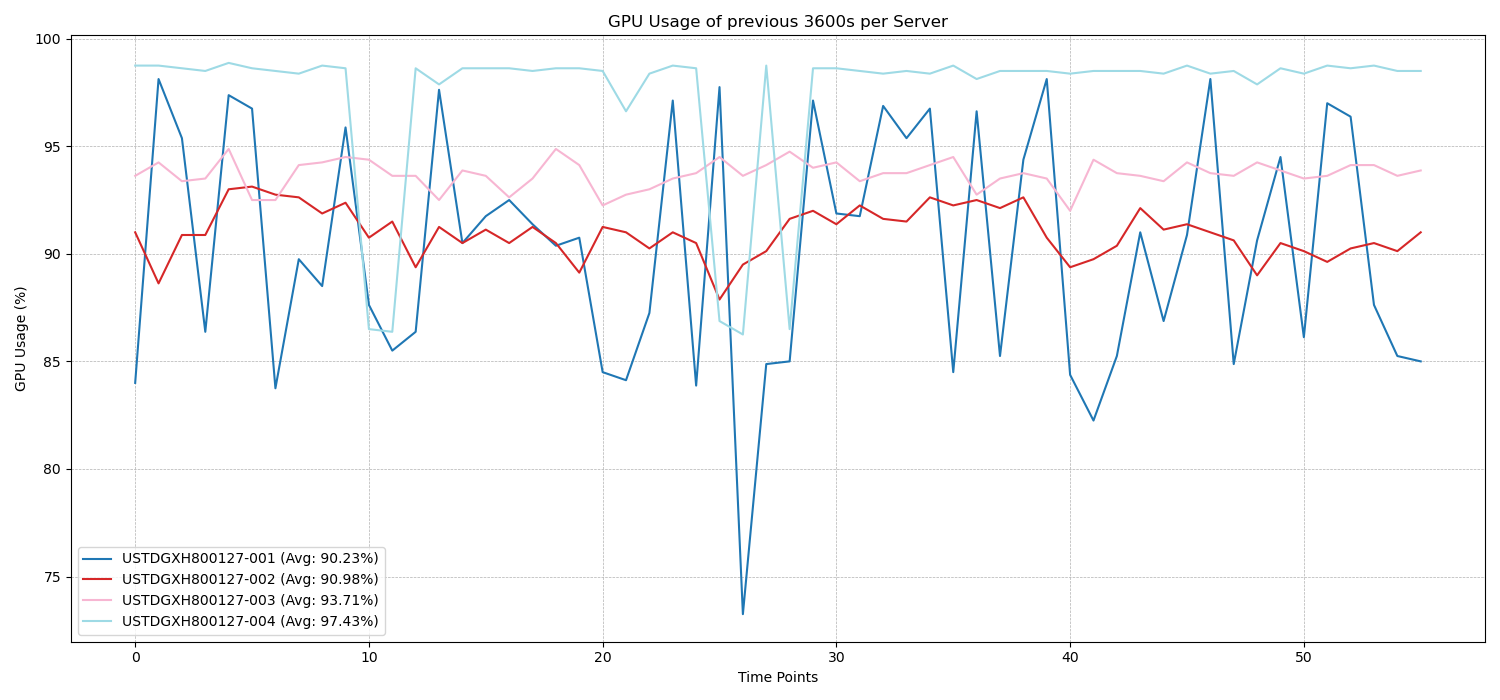 GPU Usage of previous 3600s per Server
GPU Usage (%)
100
95
90
85
80
75
USTDGXH800127-001 (Avg: 90.23%)
USTDGXH800127-002 (Avg: 90.98%)
USTDGXH800127-003 (Avg: 93.71%)
USTDGXH800127-004 (Avg: 97.43%)
0 10 20 30 40 50
Time Points